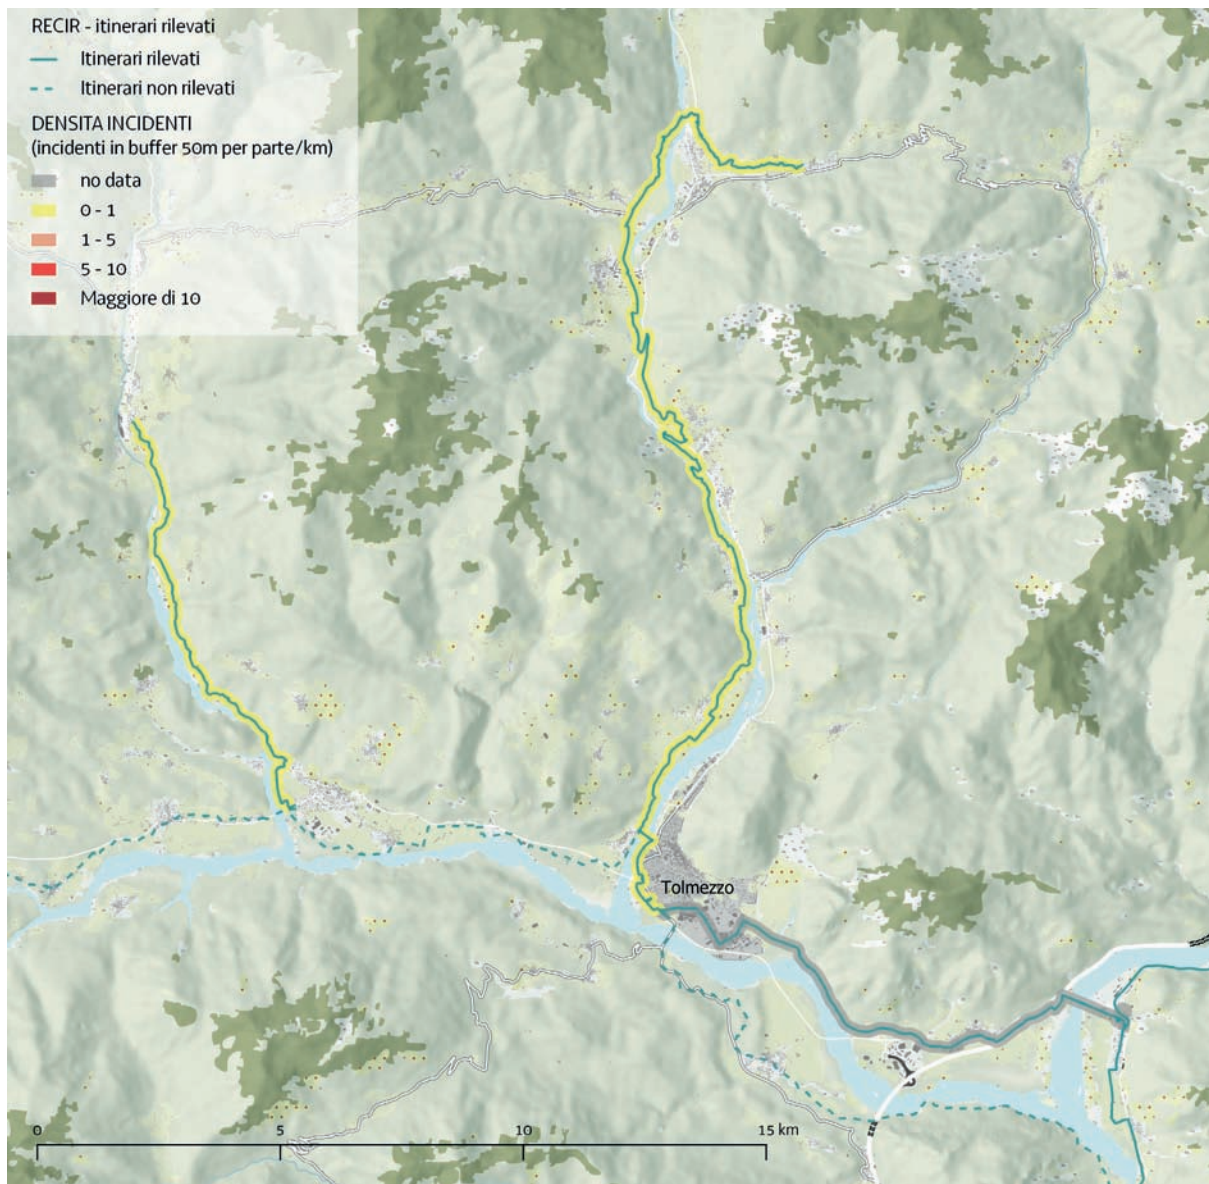 RECIR - itinerari rilevati
Itinerari rilevati
Itinerari non rilevati
DENSITA INCIDENTI
(incidenti in buffer 50m per parte/km)
no data
0 - 1
1 - 5
5 - 10
Maggiore di 10
Tolmezzo
0 5 10 15 km